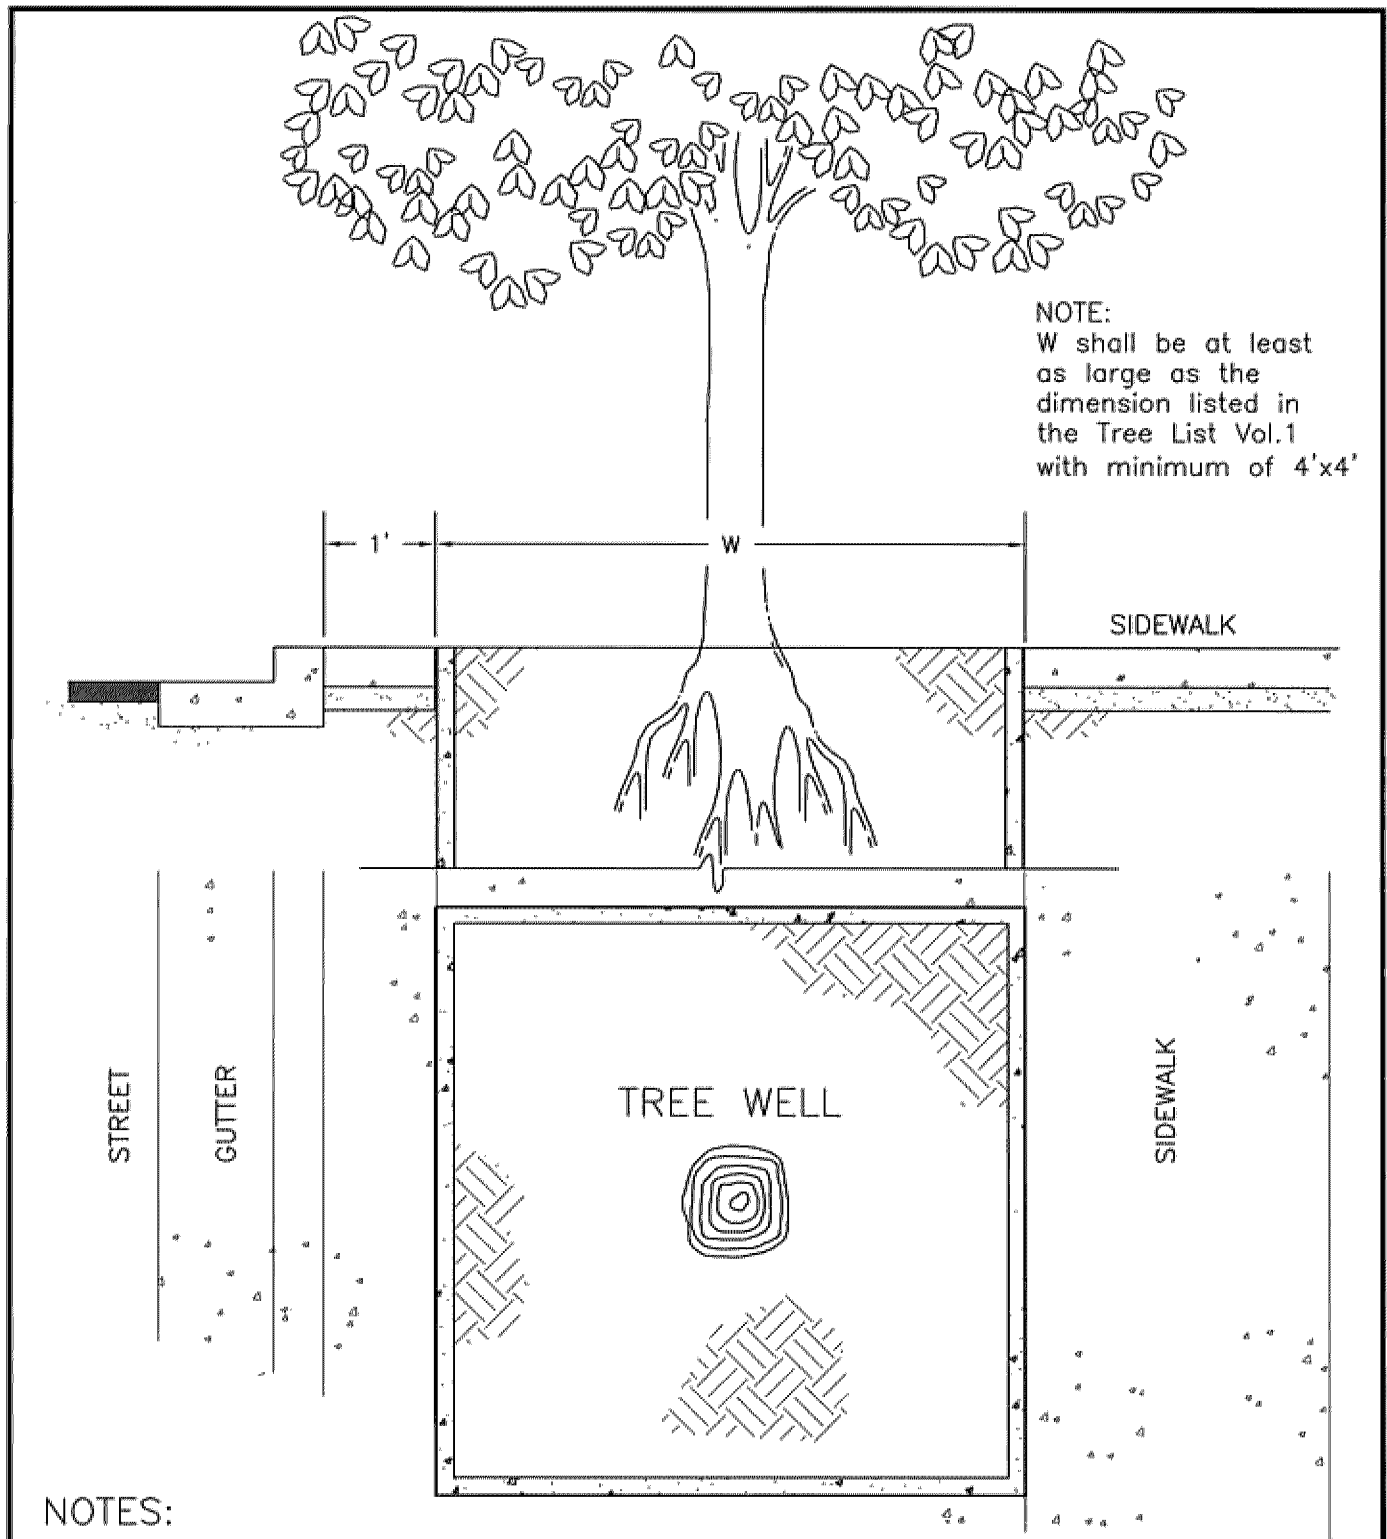 NOTE:
W shall be at least
as large as the
dimension listed in
the Tree List Vol.1
with minimum of 4'x4'
1'
W
SIDEWALK
STREET
GUTTER
TREE WELL
SIDEWALK
NOTES: